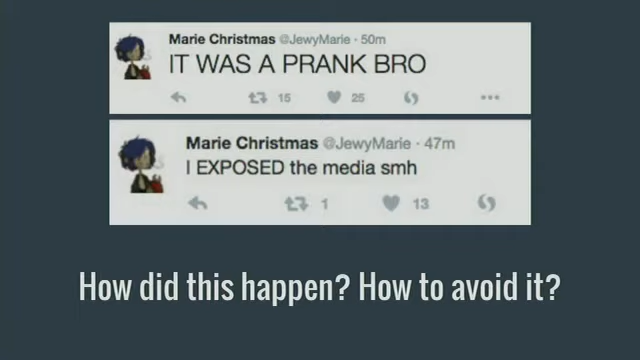 Marie Christmas @JewyMarie · 50m
IT WAS A PRANK BRO
15 25
Marie Christmas @JewyMarie · 47m
I EXPOSED the media smh
1 13
How did this happen? How to avoid it?